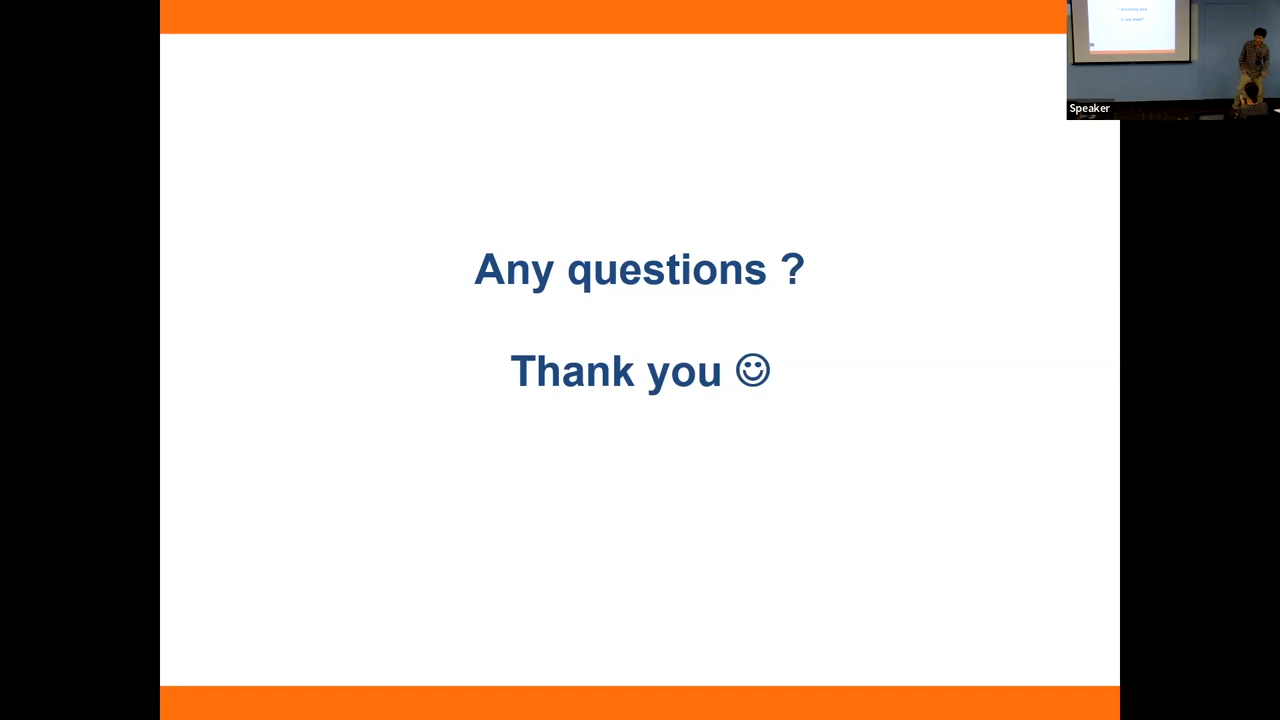 Any questions ?
Thank you ☺
Speaker